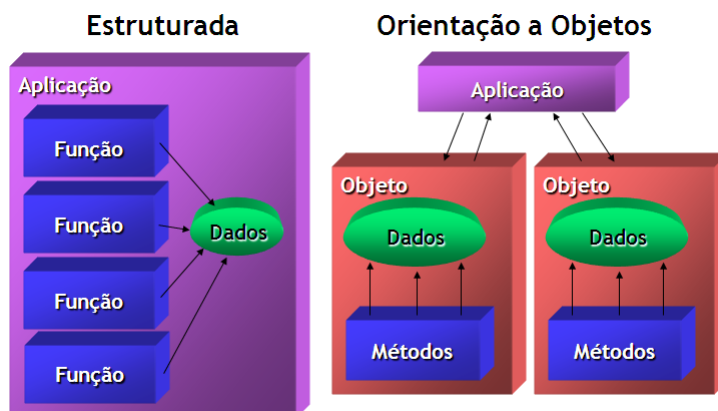 Estruturada
Aplicação
Função
Função
Função
Função
Dados
Orientação a Objetos
Aplicação
Objeto
Dados
Métodos
Objeto
Dados
Métodos